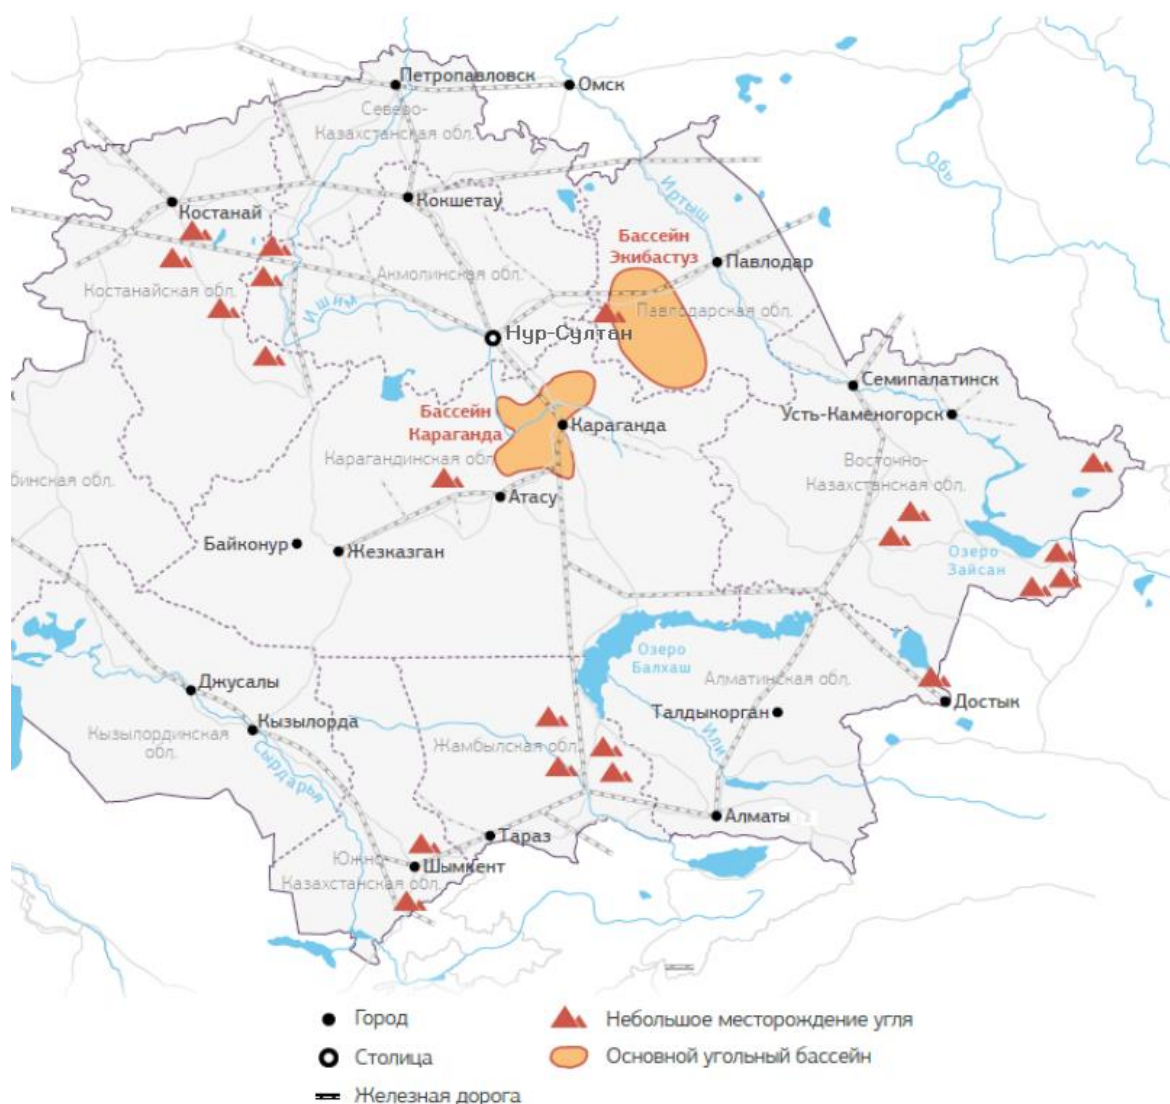 Петропавловск
Омск
Северо-
Казахстанская обл.
Обь
Иртыш
Кокшетау
Костанай
Бассейн
Экибастуз
Павлодар
Акмолинская обл.
Костанайская обл.
Ишим
Павлодарская обл.
Нур-Султан
Семипалатинск
Усть-Каменогорск
Бассейн
Караганда
Караганда
Карагандинская обл.
Восточно-
Казахстанская обл.
бинская обл.
Атасу
Байконур
Жезказган
Озеро
Зайсан
Озеро
Балхаш
Алматинская обл.
Джусалы
Достык
Талдыкорган
Кызылорда
Кызылординская
обл.
Жамбылская обл.
Или
Сырдарья
Алматы
Тараз
Южно-
Казахстанская обл.
Шымкент
Город
Небольшое месторождение угля
Столица
Основной угольный бассейн
Железная дорога